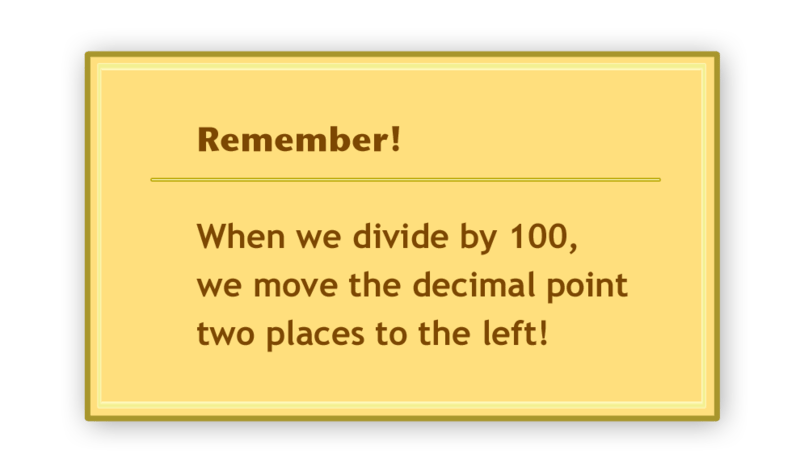 Remember!
When we divide by 100,
we move the decimal point
two places to the left!